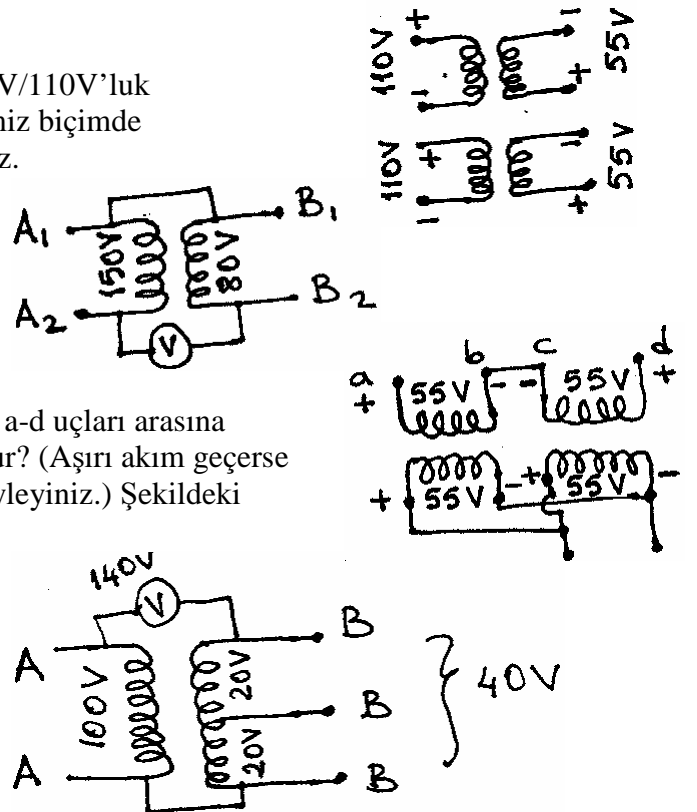 110V + - 55V
- +
V/110V’luk
niz biçimde
z.
110V + - 55V
- +
A1 150V 80V B1
A2 V B2
a b c d
+ 55V - - 55V +
+ 55V - + 55V -
a-d uçları arasına
ur? (Aşırı akım geçerse
yleyiniz.) Şekildeki
140V
V
A 100V 20V B
B 40V
A 20V B